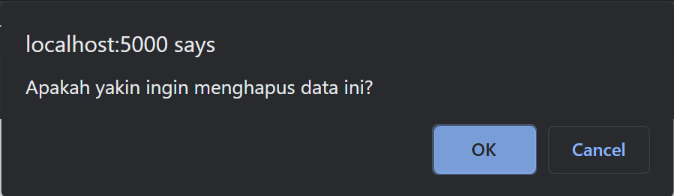 localhost:5000 says
Apakah yakin ingin menghapus data ini?
OK
Cancel